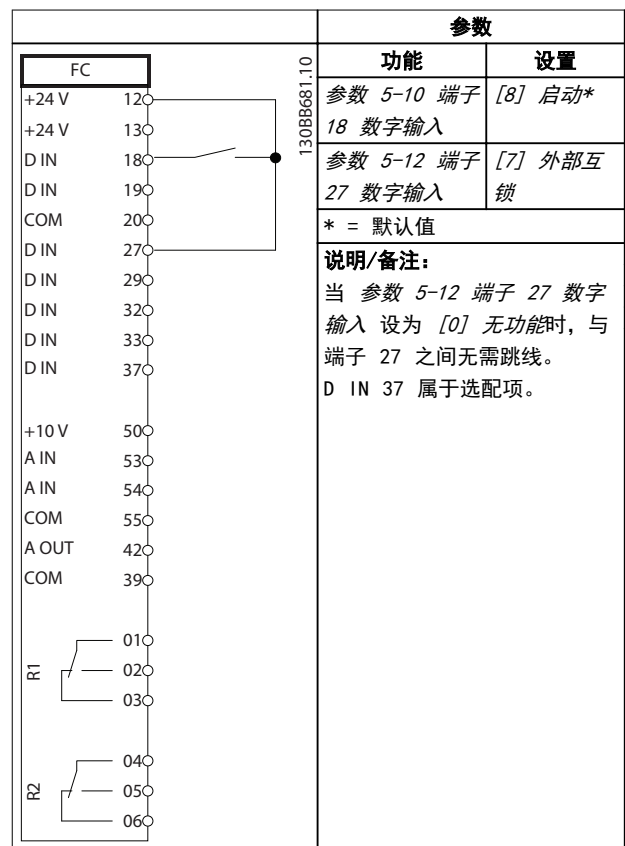 FC
+24 V 12
+24 V 13
D IN 18
D IN 19
COM 20
D IN 27
D IN 29
D IN 32
D IN 33
D IN 37
+10 V 50
A IN 53
A IN 54
COM 55
A OUT 42
COM 39
R1
01
02
03
R2
04
05
06
130BB681.10
参数
功能 设置
参数 5-10 端子 [8] 启动*
18 数字输入
参数 5-12 端子 [7] 外部互
27 数字输入 锁
* = 默认值
说明/备注:
当 参数 5-12 端子 27 数字
输入 设为 [0] 无功能时, 与
端子 27 之间无需跳线。
D IN 37 属于选配项。